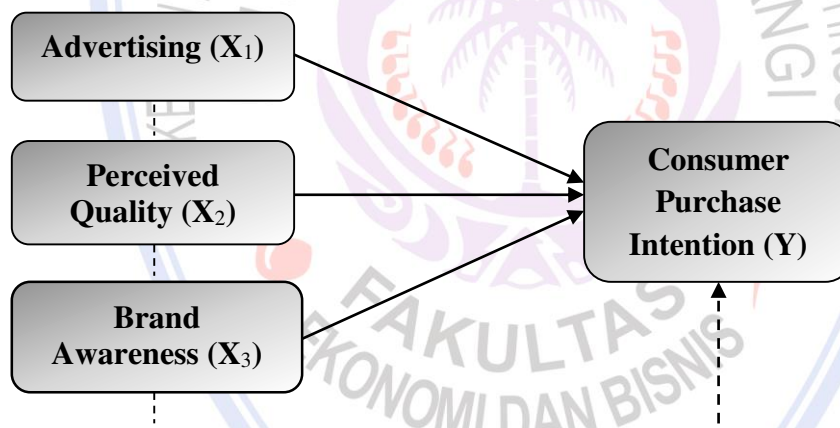 Advertising (X₁)
Perceived
Quality (X₂)
Brand
Awareness (X₃)
Consumer
Purchase
Intention (Y)
FAKULTAS
EKONOMI DAN BISNIS